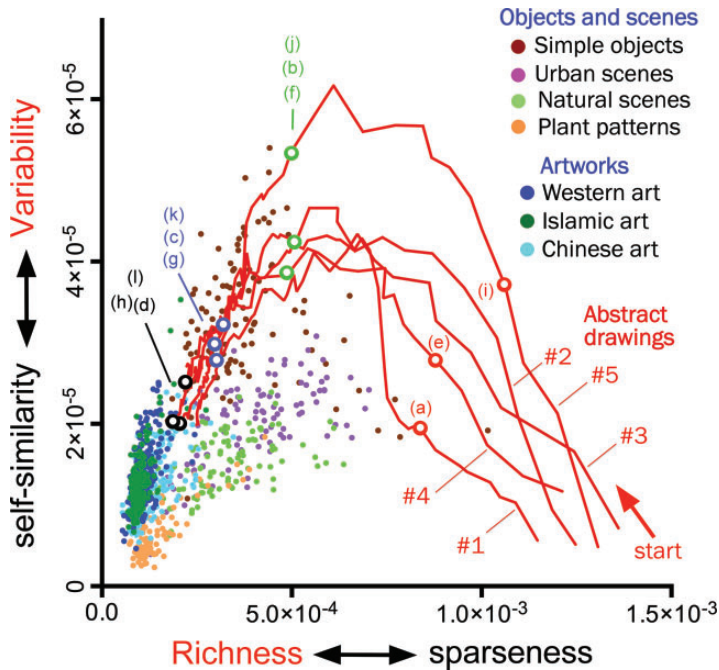 Objects and scenes
Simple objects
Urban scenes
Natural scenes
Plant patterns
Artworks
Western art
Islamic art
Chinese art
(j)
(b)
(f)
(k)
(c)
(g)
(l)
(h)(d)
(i)
(e)
(a)
Abstract
drawings
#2
#5
#3
#4
#1
start
self-similarity
Variability
6×10⁻⁵
4×10⁻⁵
2×10⁻⁵
0
0.0
5.0×10⁻⁴
1.0×10⁻³
1.5×10⁻³
Richness
sparseness